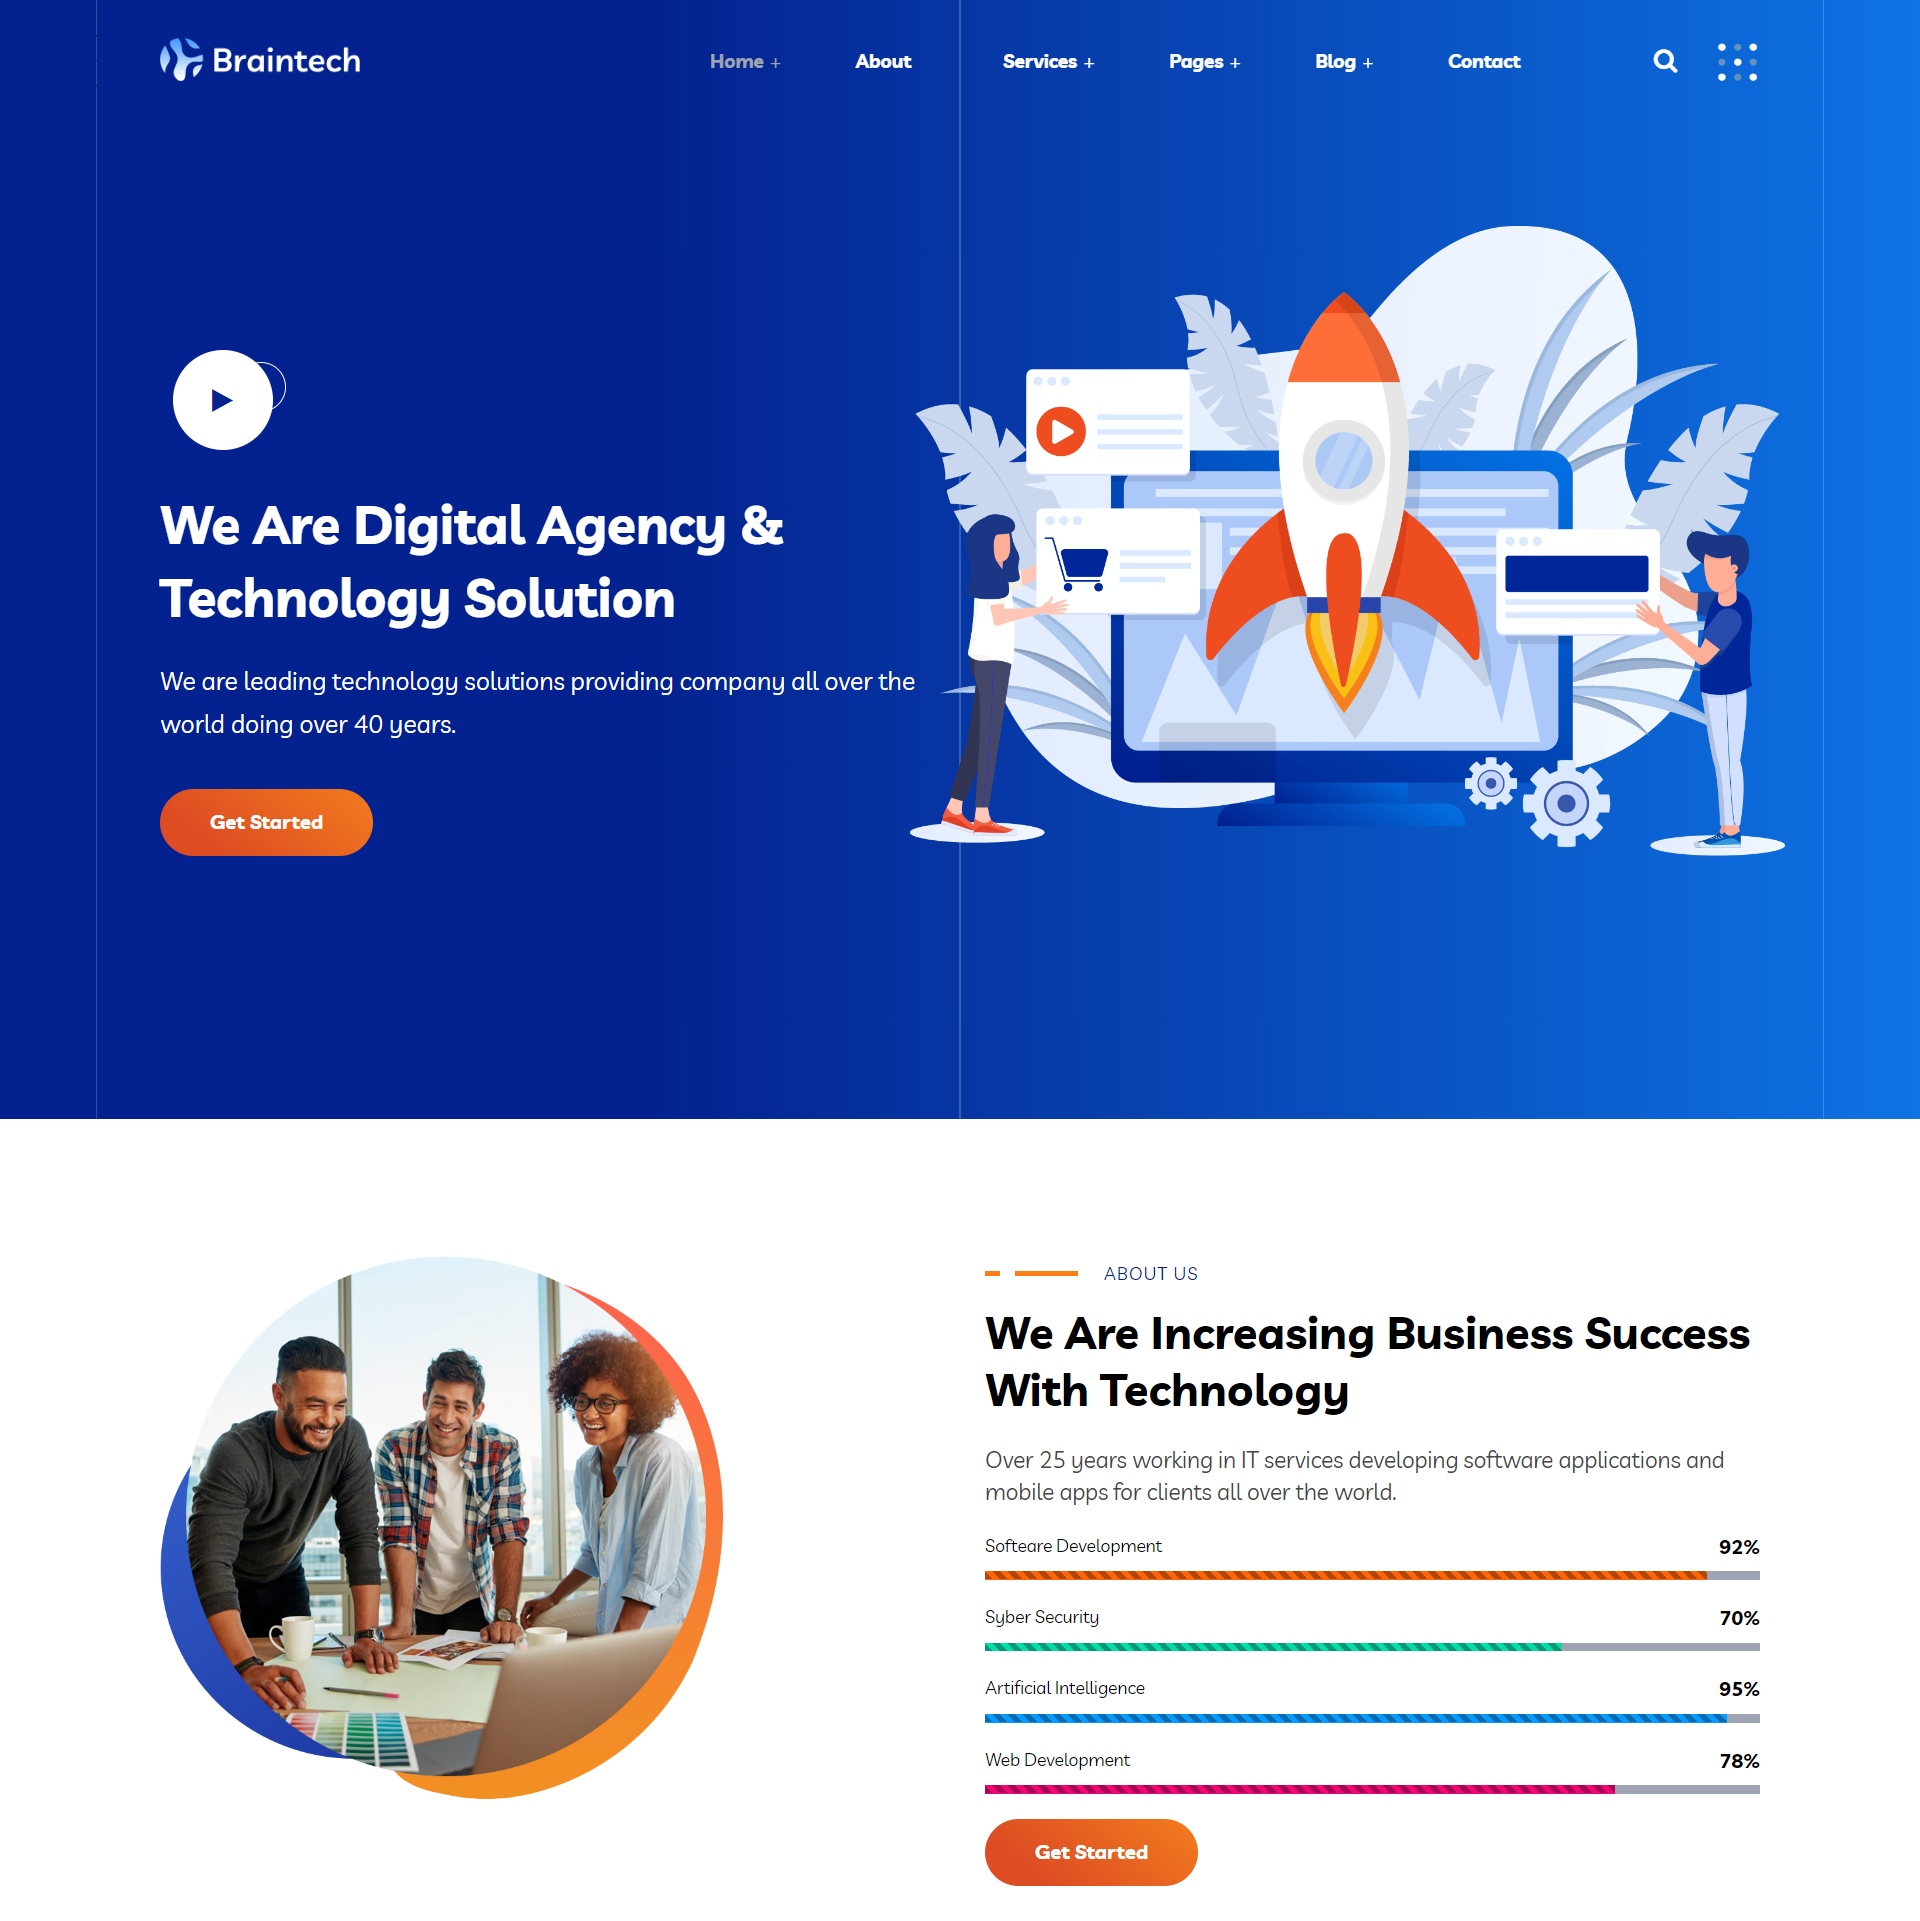 Braintech
Home +
About
Services +
Pages +
Blog +
Contact
We Are Digital Agency &
Technology Solution
We are leading technology solutions providing company all over the
world doing over 40 years.
Get Started
ABOUT US
We Are Increasing Business Success
With Technology
Over 25 years working in IT services developing software applications and
mobile apps for clients all over the world.
Softeare Development
92%
Syber Security
70%
Artificial Intelligence
95%
Web Development
78%
Get Started